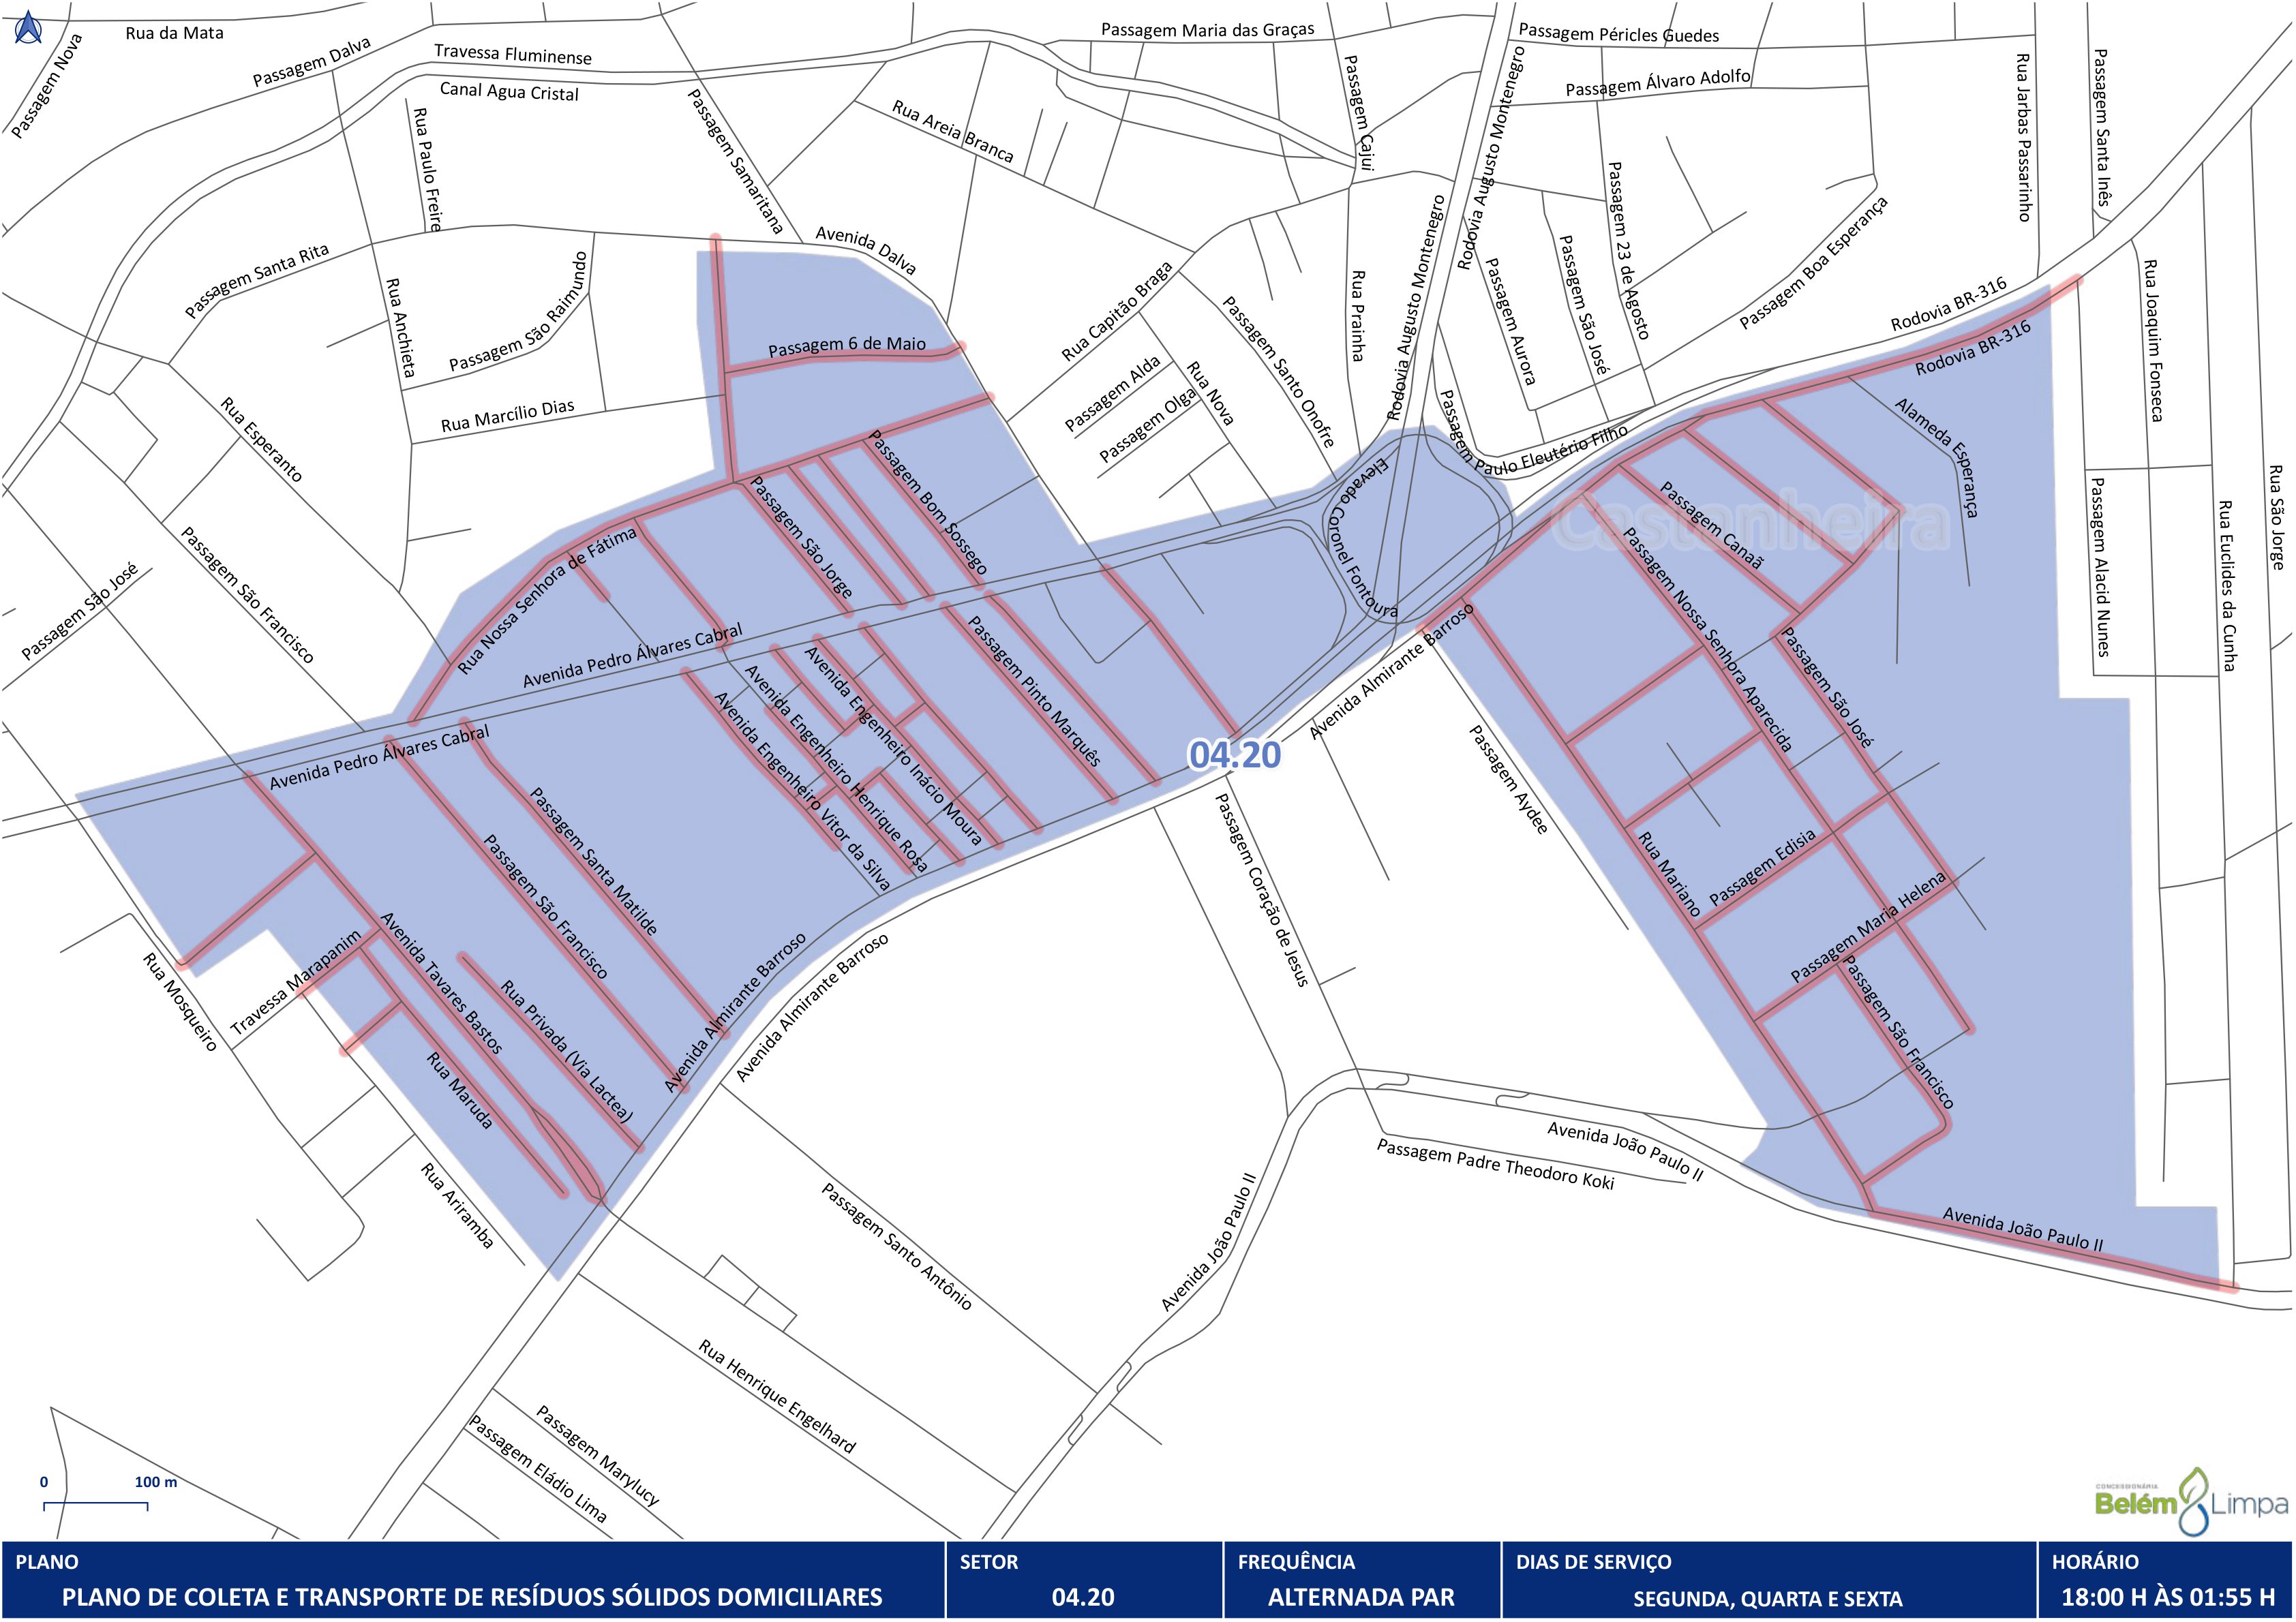 Rua da Mata
Passagem Nova
Passagem Dalva
Travessa Fluminense
Canal Agua Cristal
Passagem Maria das Graças
Passagem Péricles Guedes
Passagem Álvaro Adolfo
Rua Jarbas Passarinho
Passagem Santa Inês
Rua Paulo Freire
Passagem Samaritana
Rua Areia Branca
Passagem Cajui
Rodovia Augusto Montenegro
Rodovia Augusto Montenegro
Rodovia Augusto Montenegro
Passagem 23 de Agosto
Passagem Boa Esperança
Passagem Santa Rita
Rua Anchieta
Passagem São Raimundo
Avenida Dalva
Rua Capitão Braga
Passagem Santo Onofre
Rua Prainha
Passagem Aurora
Passagem São José
Rodovia BR-316
Rodovia BR-316
Rua Joaquim Fonseca
Passagem 6 de Maio
Passagem Alda
Passagem Olga
Rua Nova
Rua Marcílio Dias
Rua Esperanto
Passagem Paulo Eleutério Filho
Alameda Esperança
Rua São Jorge
Passagem Bom Sossego
Passagem São Jorge
Elevado Coronel Fontoura
Castanheira
Passagem Canaã
Passagem Alacid Nunes
Rua Euclides da Cunha
Passagem São José
Passagem São Francisco
Rua Nossa Senhora de Fátima
Avenida Pedro Álvares Cabral
Avenida Pedro Álvares Cabral
Passagem Nossa Senhora Aparecida
Passagem São José
Avenida Almirante Barroso
Passagem Pinto Marquês
Avenida Engenheiro Inácio Moura
Avenida Engenheiro Henrique Rosa
Avenida Engenheiro Vitor da Silva
04.20
Passagem Aydee
Passagem Santa Matilde
Passagem São Francisco
Passagem Coração de Jesus
Rua Mariano
Passagem Edisia
Passagem Maria Helena
Passagem São Francisco
Travessa Marapanim
Rua Mosqueiro
Avenida Tavares Bastos
Rua Privada (Via Lactea)
Rua Maruda
Rua Ariramba
Avenida Almirante Barroso
Avenida Almirante Barroso
Avenida João Paulo II
Passagem Padre Theodoro Koki
Avenida João Paulo II
Avenida João Paulo II
Passagem Santo Antônio
Rua Henrique Engelhard
Passagem Marylucy
Passagem Eládio Lima
0 100 m
CONCESSIONÁRIA
Belém Limpa
PLANO
PLANO DE COLETA E TRANSPORTE DE RESÍDUOS SÓLIDOS DOMICILIARES
SETOR
04.20
FREQUÊNCIA
ALTERNADA PAR
DIAS DE SERVIÇO
SEGUNDA, QUARTA E SEXTA
HORÁRIO
18:00 H ÀS 01:55 H